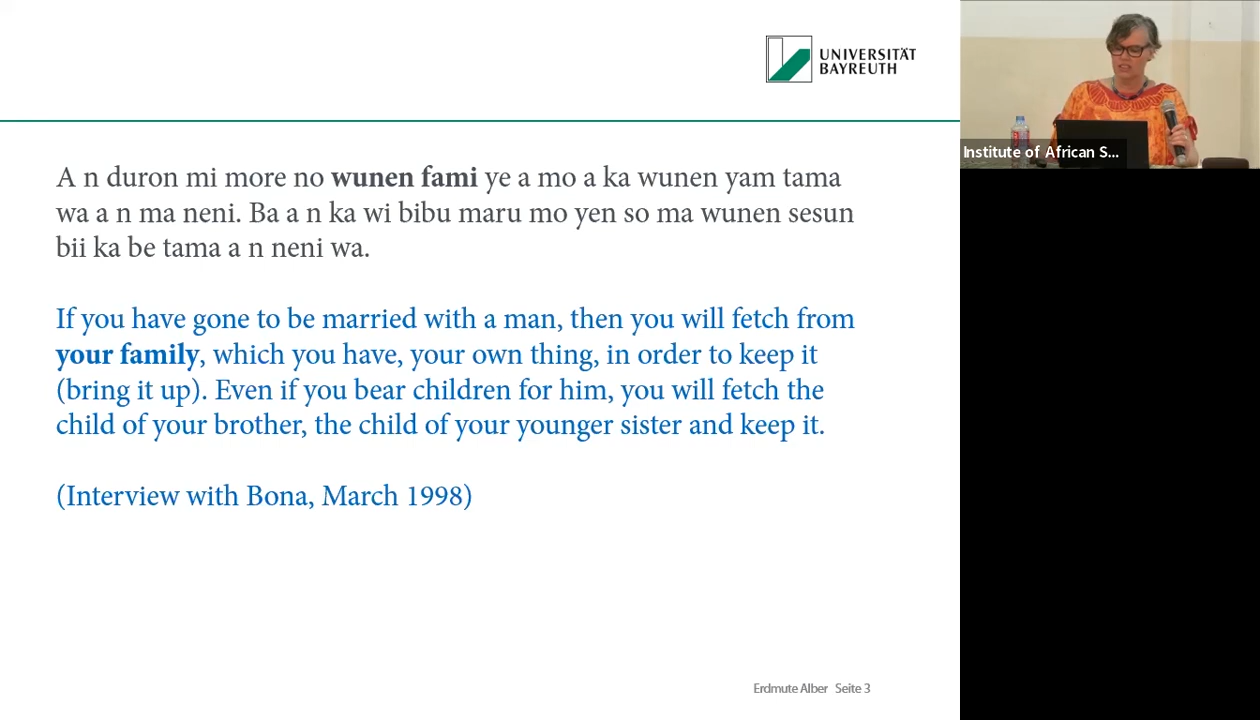 UNIVERSITÄT
BAYREUTH
A n duron mi more no wunen fami ye a mo a ka wunen yam tama
wa a n ma neni. Ba a n ka wi bibu maru mo yen so ma wunen sesun
bii ka be tama a n neni wa.
If you have gone to be married with a man, then you will fetch from
your family, which you have, your own thing, in order to keep it
(bring it up). Even if you bear children for him, you will fetch the
child of your brother, the child of your younger sister and keep it.
(Interview with Bona, March 1998)
Erdmute Alber Seite 3
Institute of African S...